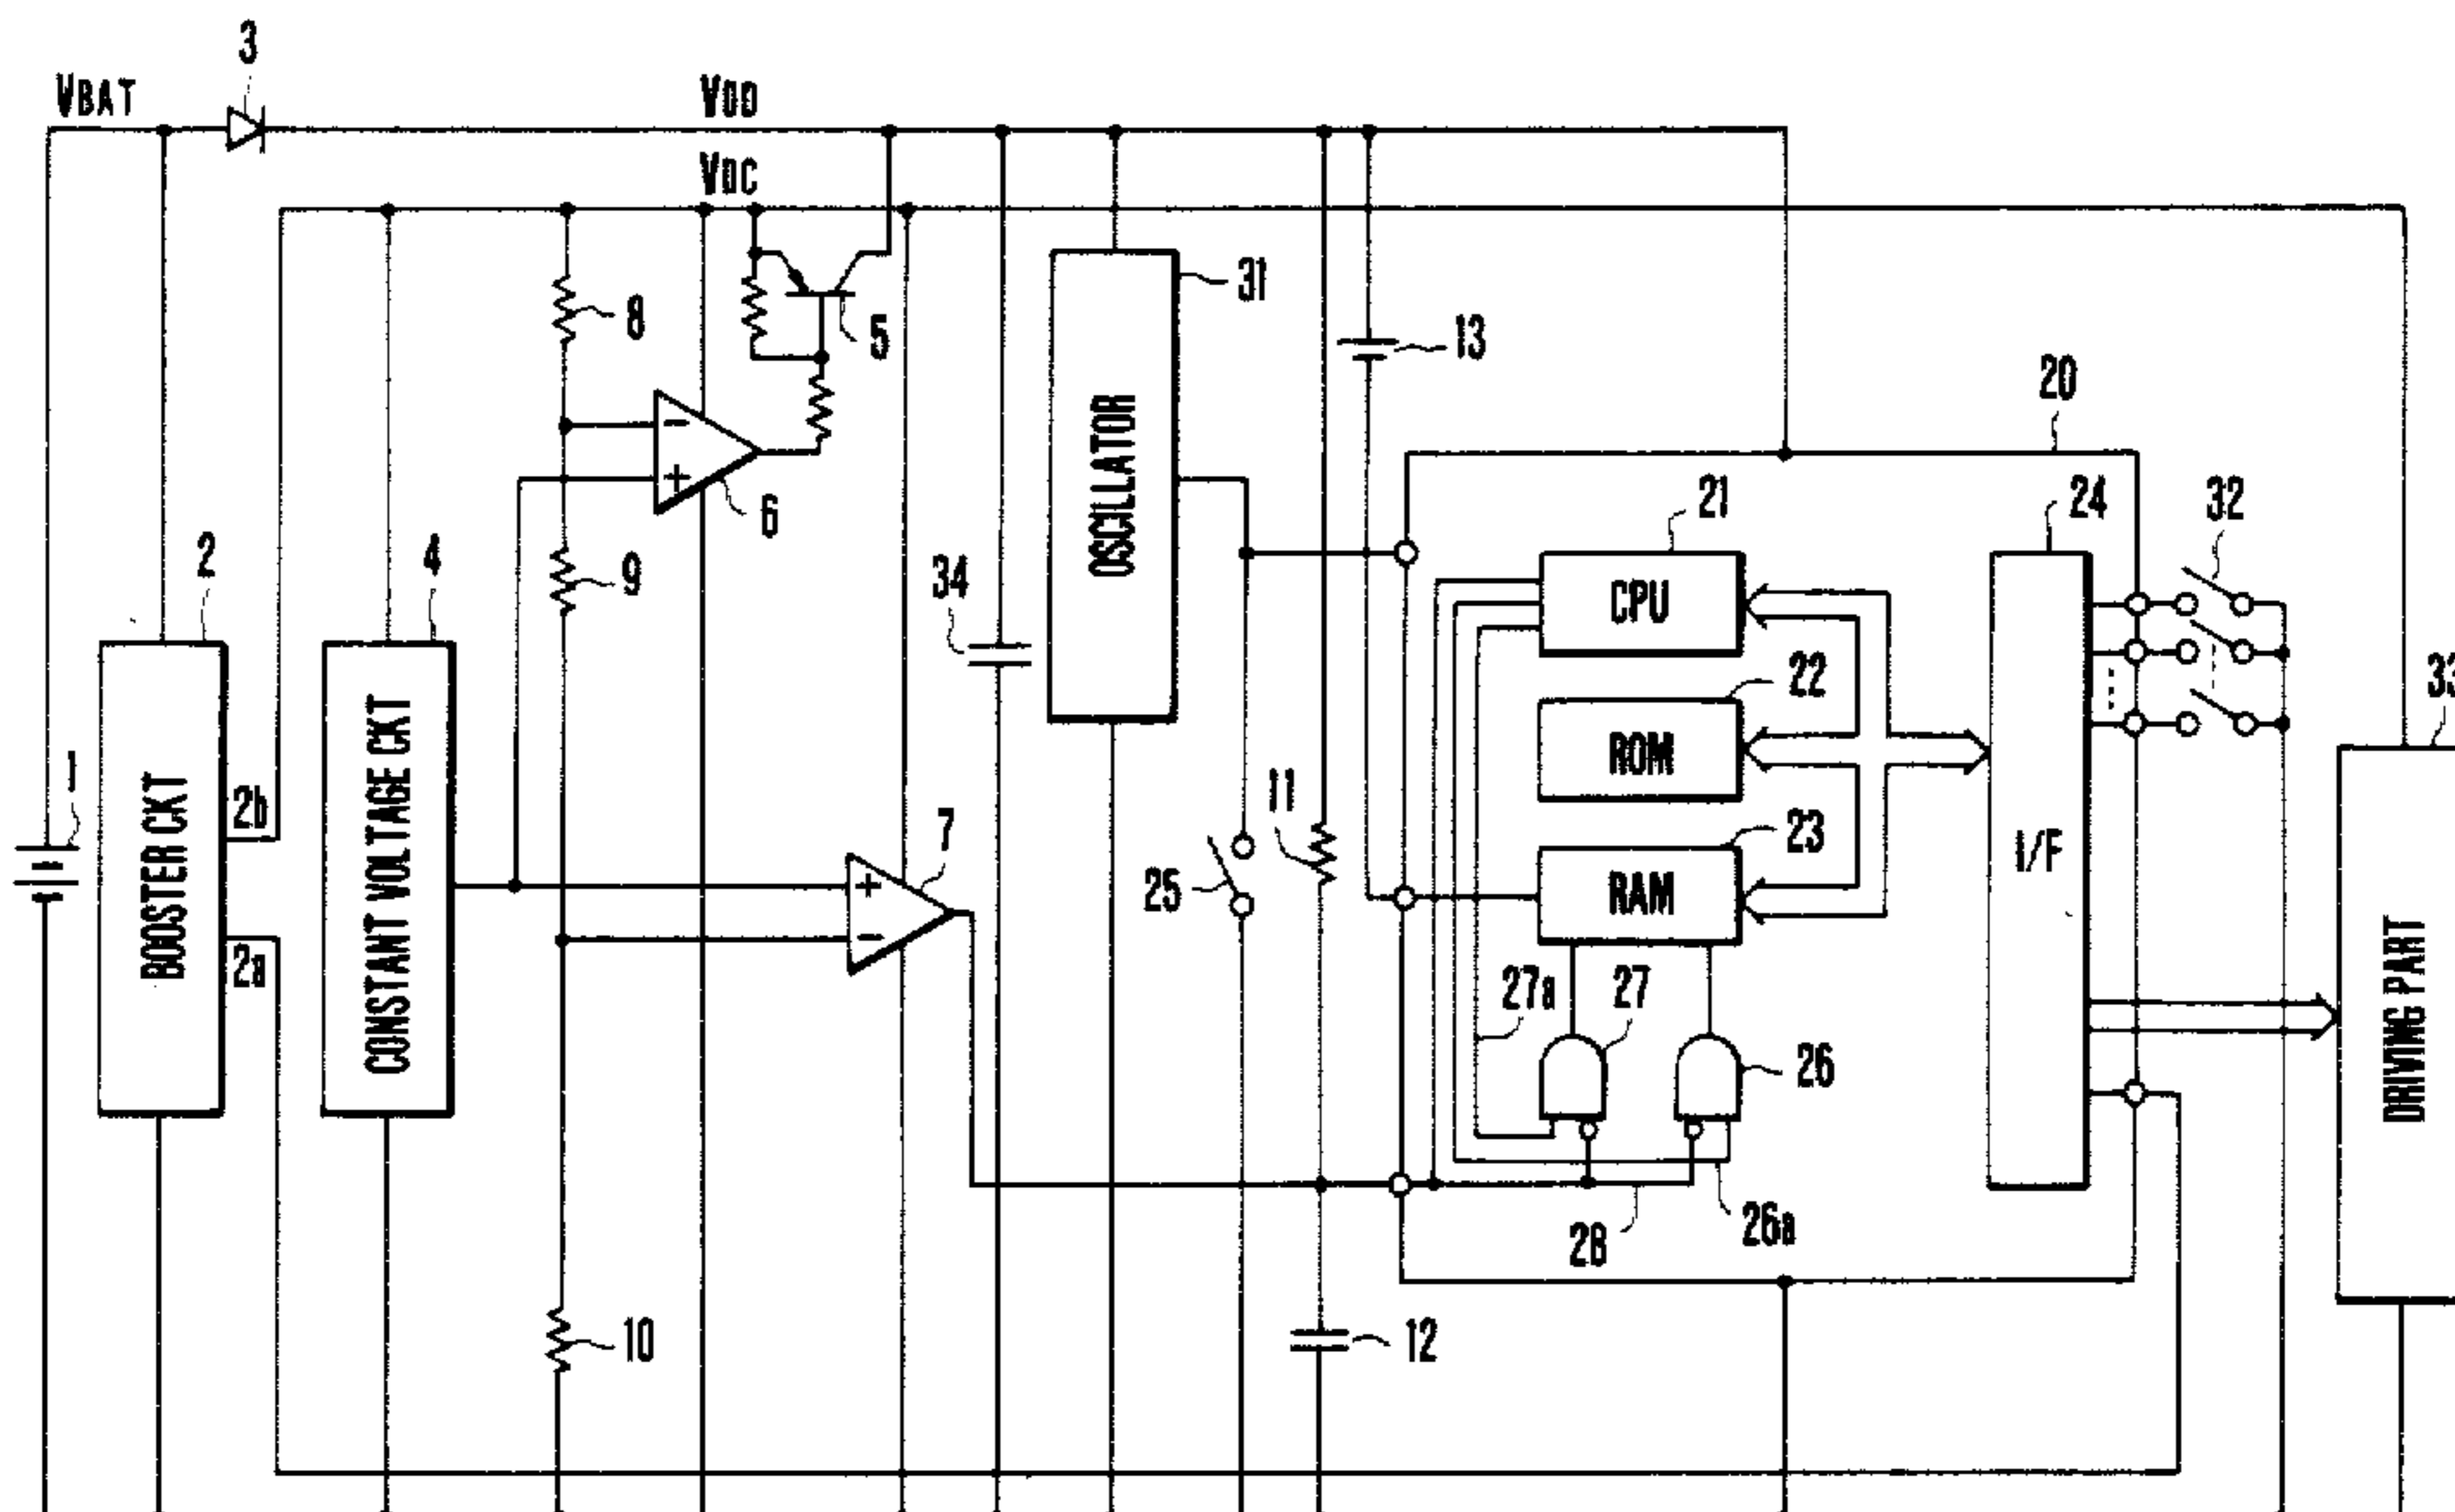 3
VBAT
VDD
VDC
31
8
5
13
20
6
21
24
32
2
4
9
34
OSCILLATOR
CPU
22
33
ROM
1
2b
11
23
7
I/F
BOOSTER CKT
CONSTANT VOLTAGE CKT
25
RAM
2a
27a
27
DRIVING PART
26
28
26a
10
12